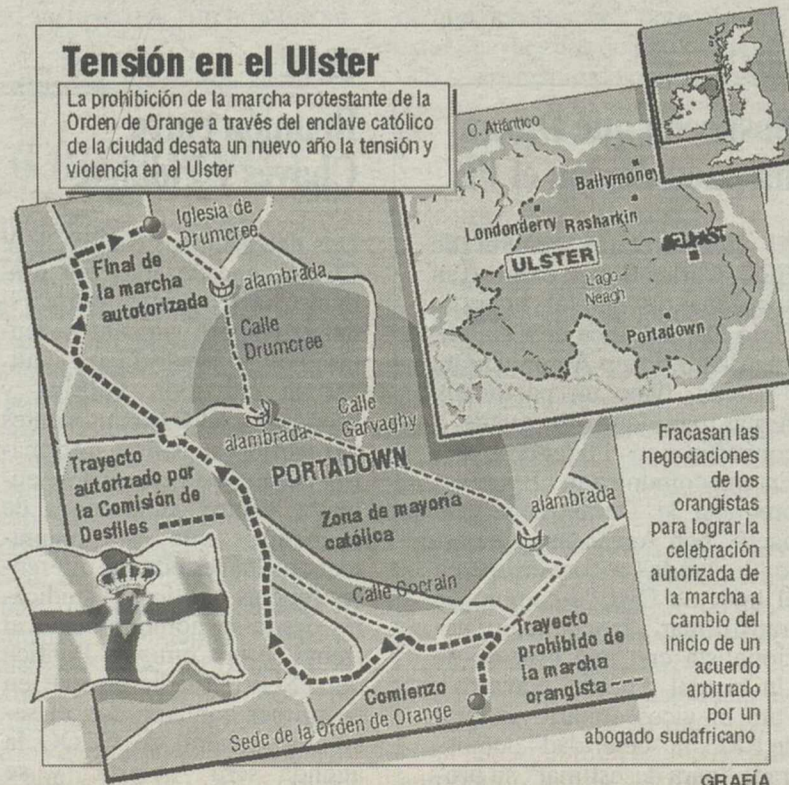 Tensión en el Ulster
La prohibición de la marcha protestante de la
Orden de Orange a través del enclave católico
de la ciudad desata un nuevo año la tensión y
violencia en el Ulster
O. Atlántico
Ballymoney
Londonderry
Rasharkin
ULSTER
Lago
Neagh
Portadown
Iglesia de
Drumcree
Final de
la marcha
autotorizada
alambrada
Calle
Drumcree
alambrada
Calle
Garvaghy
Trayecto
autorizado por
la Comisión de
Desfiles
PORTADOWN
Zona de mayoría
católica
alambrada
Calle Cocrain
Comienzo
Sede de la Orden de Orange
Trayecto
prohibido de
la marcha
orangista
Fracasan las
negociaciones
de los
orangistas
para lograr la
celebración
autorizada de
la marcha a
cambio del
inicio de un
acuerdo
arbitrado
por un
abogado sudafricano
GRAFÍA